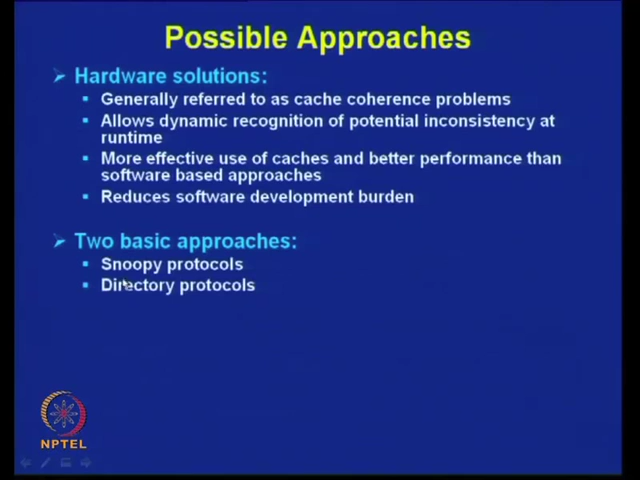 Possible Approaches
Hardware solutions:
Generally referred to as cache coherence problems
Allows dynamic recognition of potential inconsistency at
runtime
More effective use of caches and better performance than
software based approaches
Reduces software development burden
Two basic approaches:
Snoopy protocols
Directory protocols
NPTEL